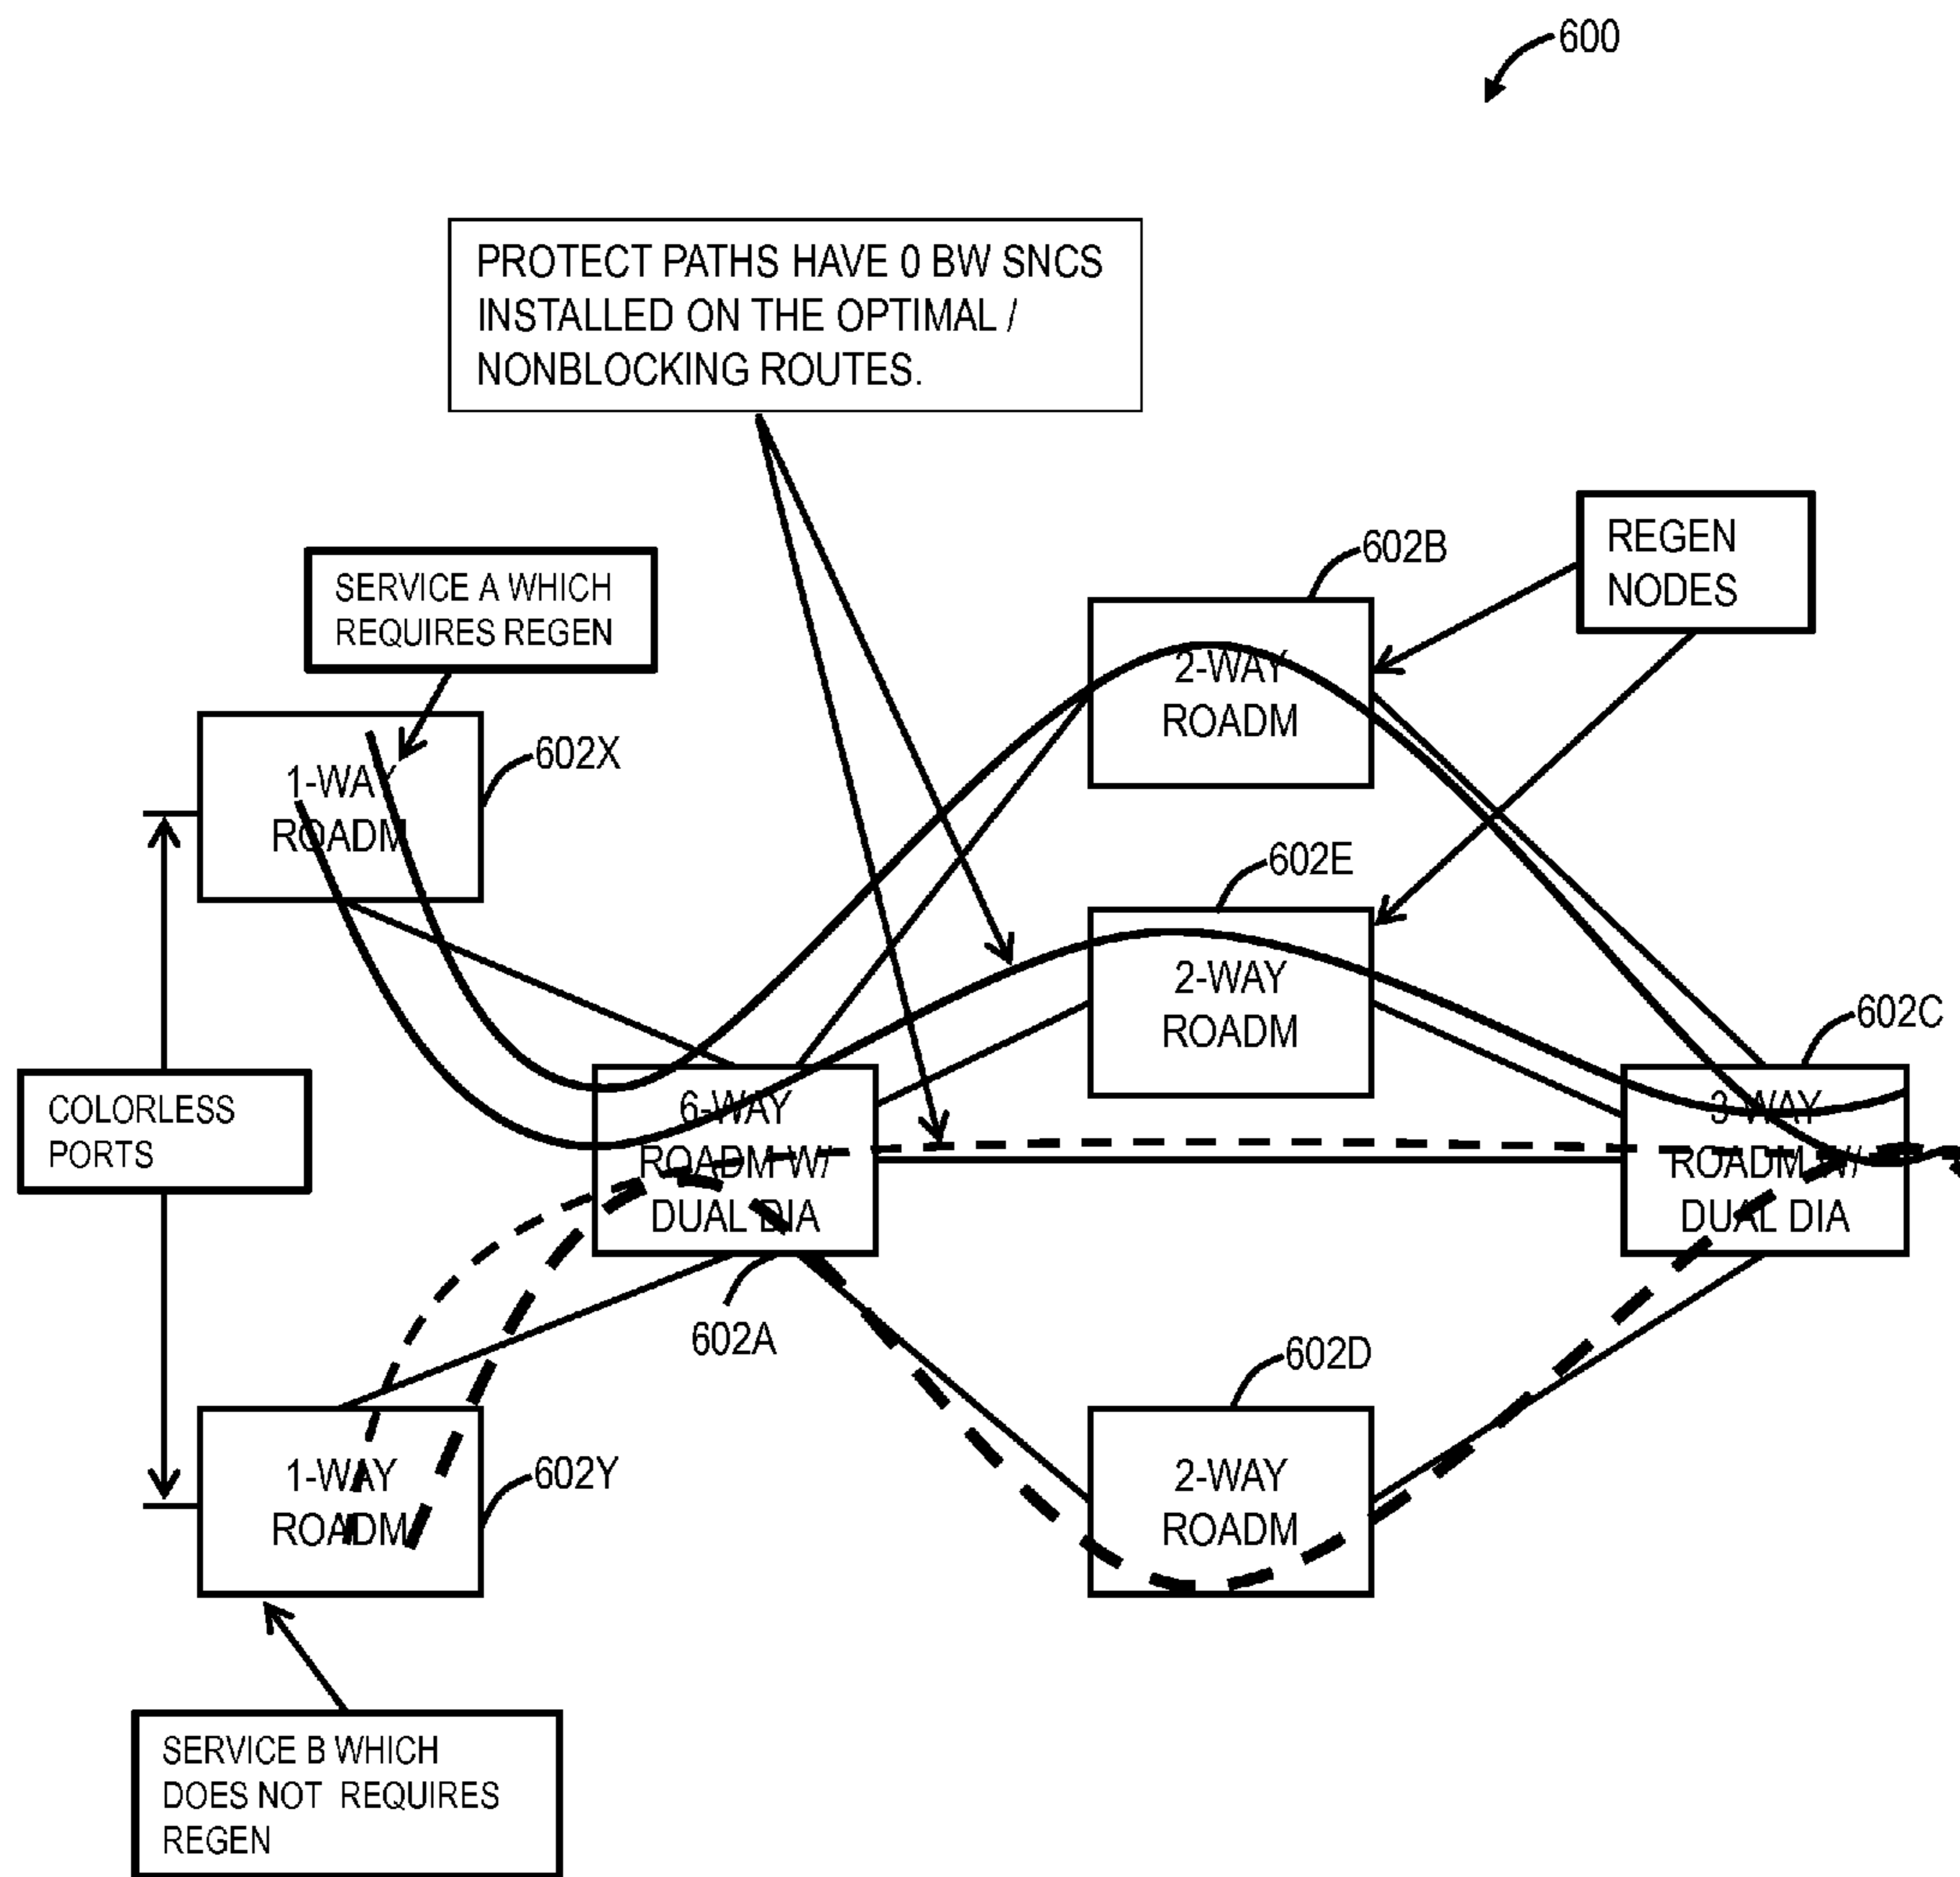 600
PROTECT PATHS HAVE 0 BW SNCS
INSTALLED ON THE OPTIMAL /
NONBLOCKING ROUTES.
REGEN
NODES
602B
SERVICE A WHICH
REQUIRES REGEN
2-WAY
ROADM
602X
1-WAY
ROADM
602E
2-WAY
ROADM
602C
COLORLESS
PORTS
6-WAY
ROADM W/
DUAL DIA
3-WAY
ROADM W/
DUAL DIA
602A
602D
602Y
1-WAY
ROADM
2-WAY
ROADM
SERVICE B WHICH
DOES NOT REQUIRES
REGEN